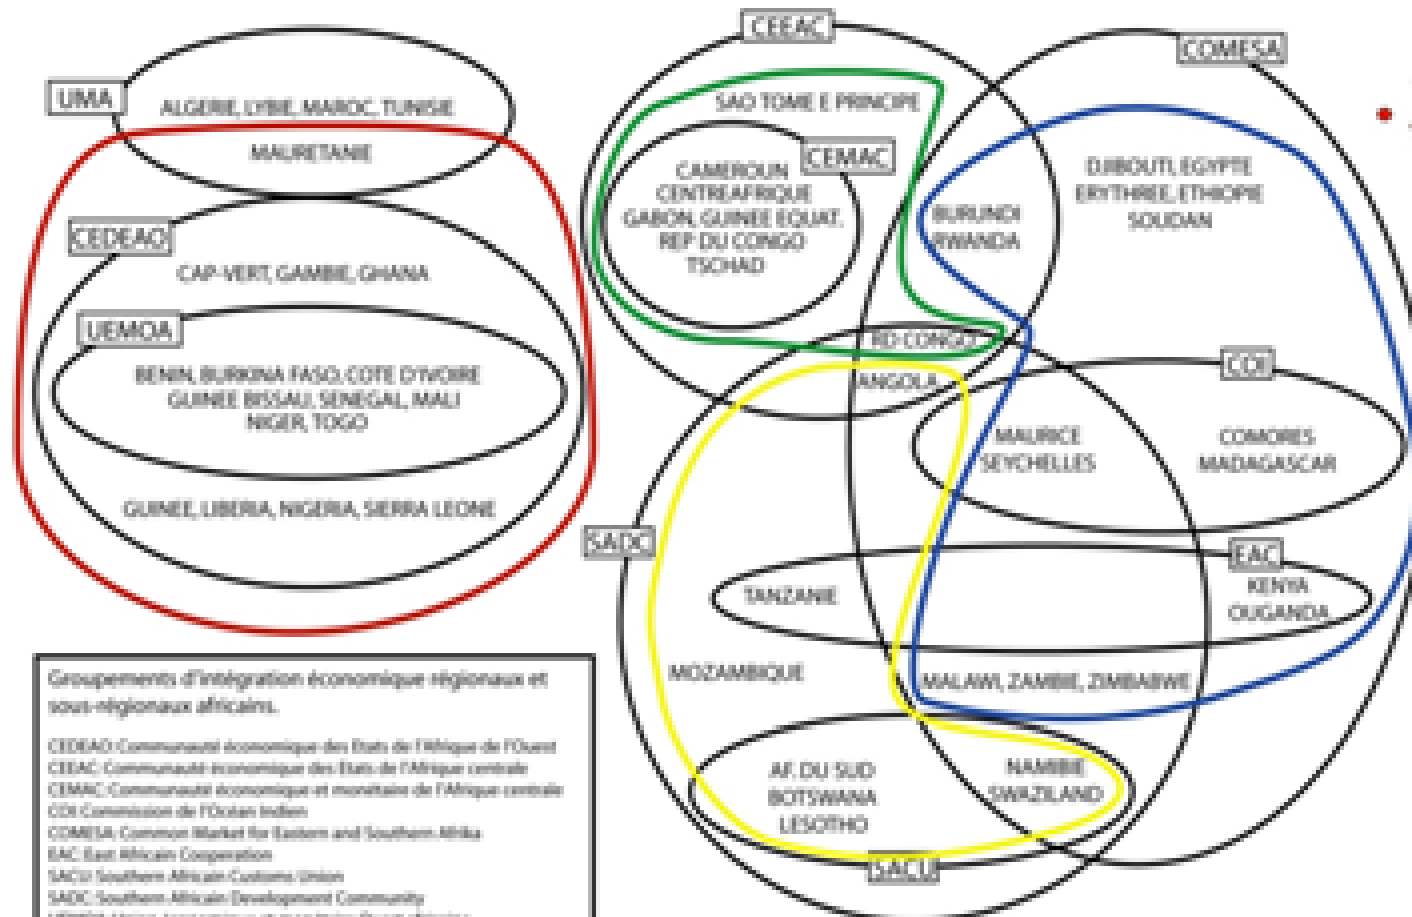 CEEAC
COMESA
UMA
ALGERIE, LYBIE, MAROC, TUNISIE
SAO TOME E PRINCIPE
MAURETANIE
CEMAC
CAMEROUN
CENTREAFRIQUE
GABON, GUINEE EQUAT.
REP DU CONGO
TSCHAD
DJIBOUTI, EGYPTE
ERYTHREE, ETHIOPIE
SOUDAN
BURUNDI
RWANDA
CEDEAO
CAP-VERT, GAMBIE, GHANA
UEMOA
RD CONGO
BENIN, BURKINA FASO, COTE D'IVOIRE
GUINEE BISSAU, SENEGAL, MALI
NIGER, TOGO
ANGOLA
COI
MAURICE
SEYCHELLES
COMORES
MADAGASCAR
GUINEE, LIBERIA, NIGERIA, SIERRA LEONE
SADC
EAC
TANZANIE
KENYA
OUGANDA
MOZAMBIQUE
MALAWI, ZAMBIE, ZIMBABWE
AF. DU SUD
BOTSWANA
LESOTHO
NAMIBIE
SWAZILAND
SACU
Groupements d'intégration économique régionaux et
sous-régionaux africains.
CEDEAO: Communauté économique des Etats de l'Afrique de l'Ouest
CEEAC: Communauté économique des Etats de l'Afrique centrale
CEMAC: Communauté économique et monétaire de l'Afrique centrale
COI: Commission de l'Océan Indien
COMESA: Common Market for Eastern and Southern Afrika
EAC: East African Cooperation
SACU: Southern African Customs Union
SADC: Southern African Development Community